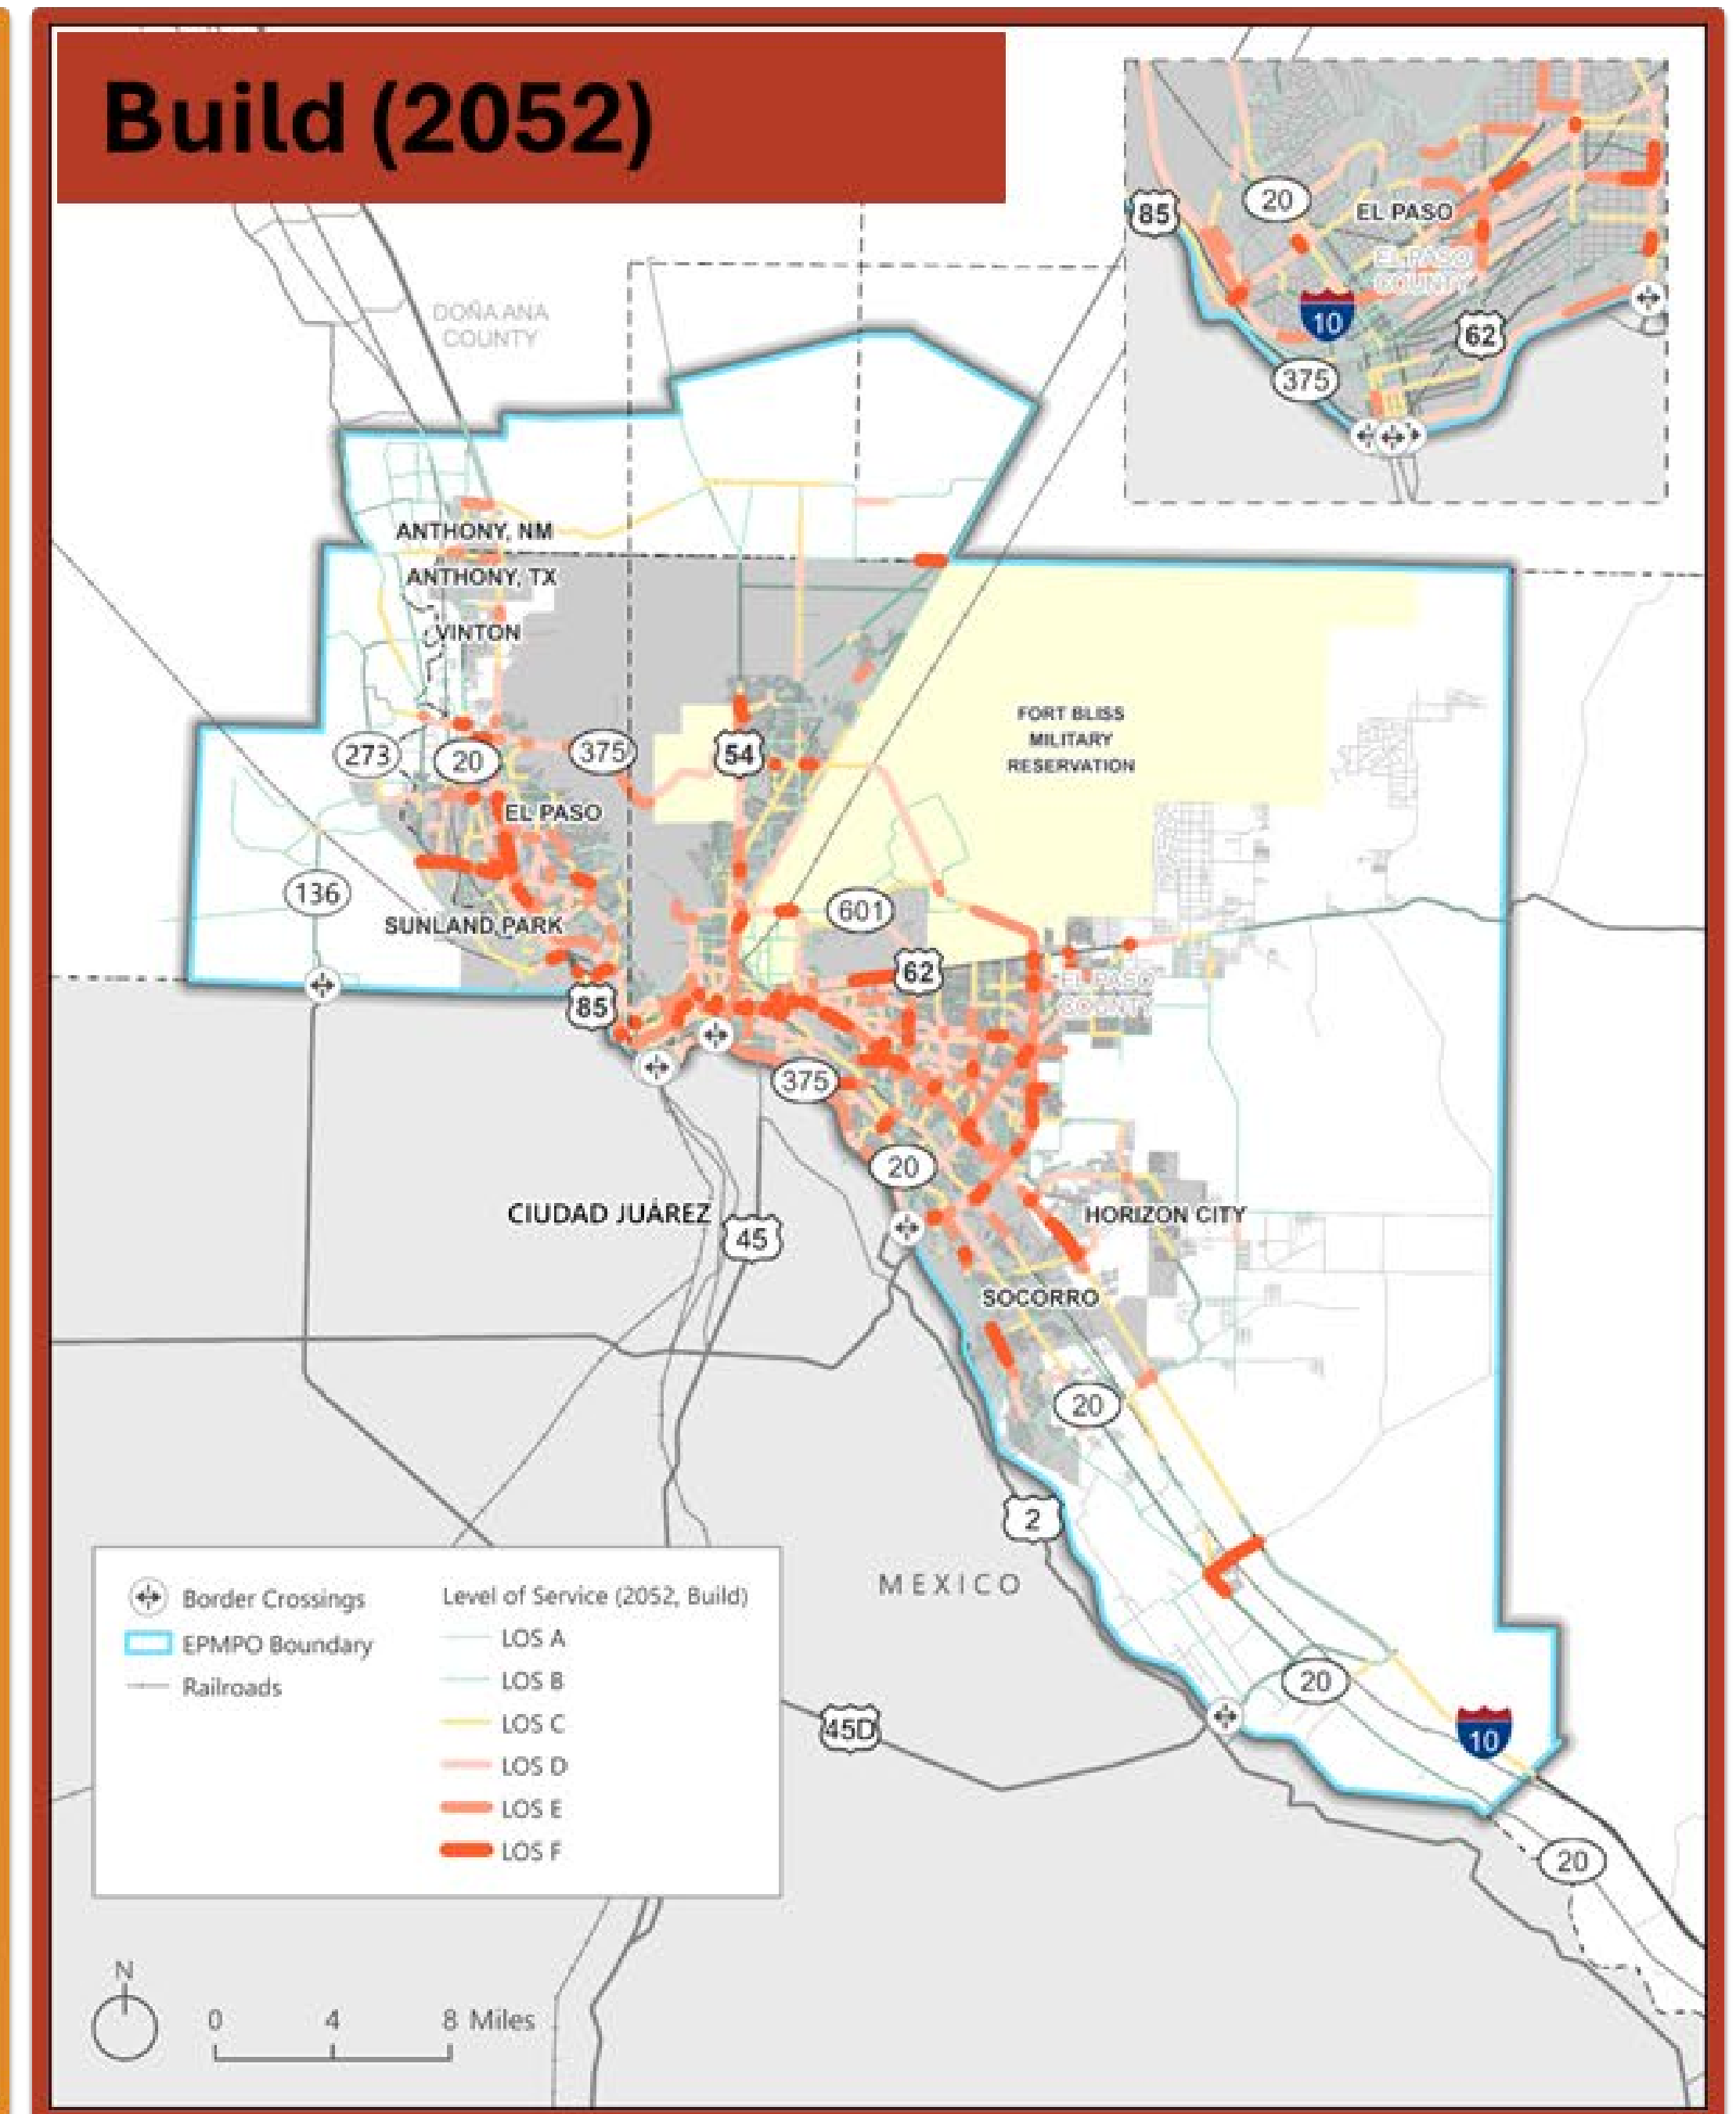 Build (2052)
85
20
EL PASO
EL PASO
COUNTY
10
62
375
DOÑA ANA
COUNTY
ANTHONY, NM
ANTHONY, TX
VINTON
FORT BLISS
MILITARY
RESERVATION
273
20
375
54
EL PASO
136
601
SUNLAND PARK
62
EL PASO
COUNTY
85
375
20
CIUDAD JUÁREZ
45
HORIZON CITY
SOCORRO
20
2
MEXICO
Border Crossings
EPMPO Boundary
Railroads
Level of Service (2052, Build)
LOS A
LOS B
LOS C
LOS D
LOS E
LOS F
20
10
45D
20
N
0 4 8 Miles